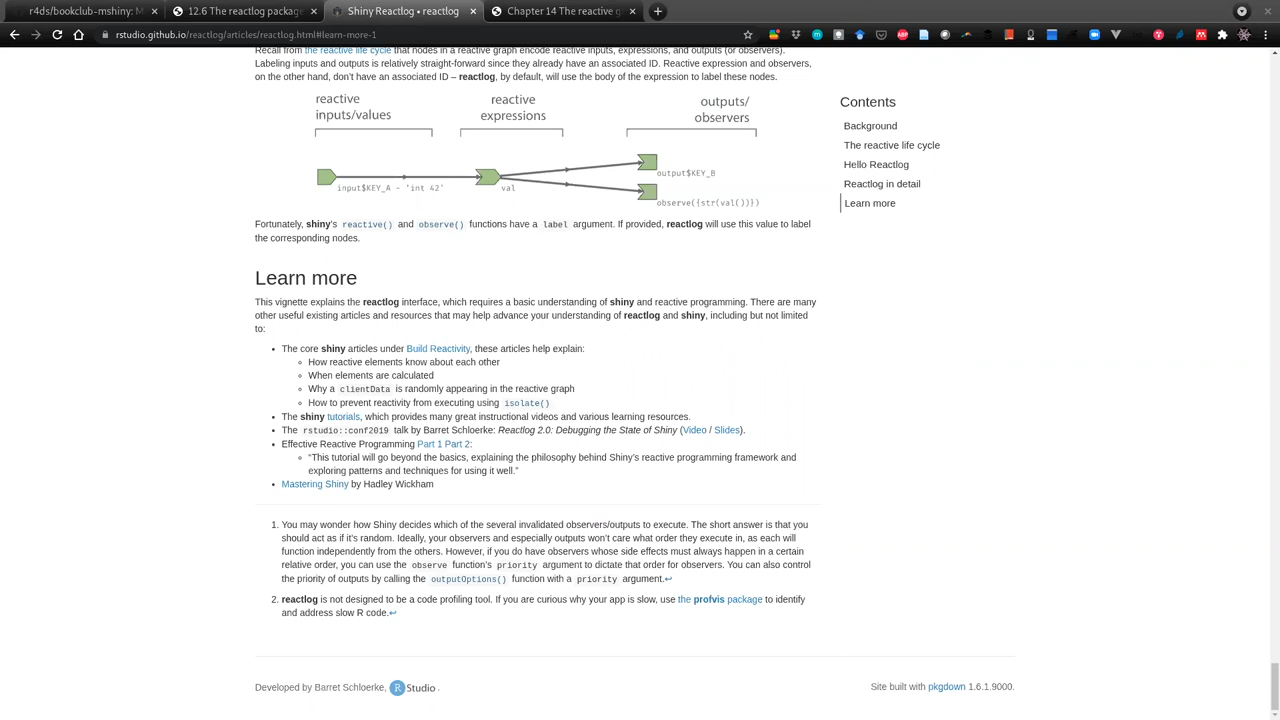 r4ds/bookclub-mshiny: M
12.6 The reactlog package
Shiny Reactlog • reactlog
Chapter 14 The reactive g
rstudio.github.io/reactlog/articles/reactlog.html#learn-more-1
Recall from the reactive life cycle that nodes in a reactive graph encode reactive inputs, expressions, and outputs (or observers).
Labeling inputs and outputs is relatively straight-forward since they already have an associated ID. Reactive expression and observers,
on the other hand, don't have an associated ID – reactlog, by default, will use the body of the expression to label these nodes.
reactive
inputs/values
reactive
expressions
outputs/
observers
input$KEY_A - 'int 42'
val
output$KEY_B
observe({str(val())})
Fortunately, shiny's reactive() and observe() functions have a label argument. If provided, reactlog will use this value to label
the corresponding nodes.
Learn more
This vignette explains the reactlog interface, which requires a basic understanding of shiny and reactive programming. There are many
other useful existing articles and resources that may help advance your understanding of reactlog and shiny, including but not limited
to:
• The core shiny articles under Build Reactivity, these articles help explain:
◦ How reactive elements know about each other
◦ When elements are calculated
◦ Why a clientData is randomly appearing in the reactive graph
◦ How to prevent reactivity from executing using isolate()
• The shiny tutorials, which provides many great instructional videos and various learning resources.
• The rstudio::conf2019 talk by Barret Schloerke: Reactlog 2.0: Debugging the State of Shiny (Video / Slides).
• Effective Reactive Programming Part 1 Part 2:
◦ “This tutorial will go beyond the basics, explaining the philosophy behind Shiny's reactive programming framework and
exploring patterns and techniques for using it well.”
• Mastering Shiny by Hadley Wickham
1. You may wonder how Shiny decides which of the several invalidated observers/outputs to execute. The short answer is that you
should act as if it's random. Ideally, your observers and especially outputs won't care what order they execute in, as each will
function independently from the others. However, if you do have observers whose side effects must always happen in a certain
relative order, you can use the observe function's priority argument to dictate that order for observers. You can also control
the priority of outputs by calling the outputOptions() function with a priority argument.↩
2. reactlog is not designed to be a code profiling tool. If you are curious why your app is slow, use the profvis package to identify
and address slow R code.↩
Developed by Barret Schloerke, R Studio .
Site built with pkgdown 1.6.1.9000.
Contents
Background
The reactive life cycle
Hello Reactlog
Reactlog in detail
Learn more